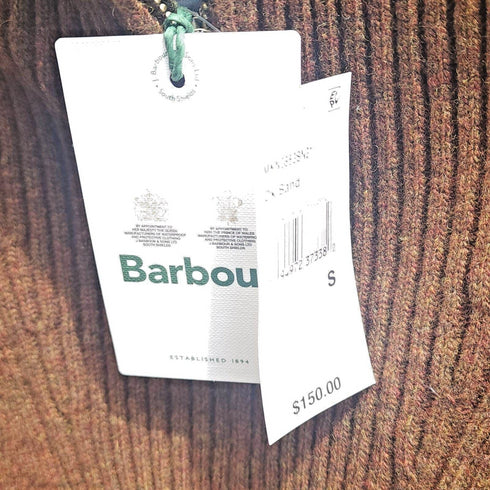 Barbour
South Shields
BY APPOINTMENT TO
HER MAJESTY THE QUEEN
MANUFACTURERS OF WATERPROOF
AND PROTECTIVE CLOTHING
J.BARBOUR & SONS LTD
SOUTH SHIELDS
BY APPOINTMENT TO
HRH THE PRINCE OF WALES
MANUFACTURERS OF WATERPROOF
AND PROTECTIVE CLOTHING
J.BARBOUR & SONS LTD
SOUTH SHIELDS
Barbou
ESTABLISHED 1894
Sand
37358
S
$150.00